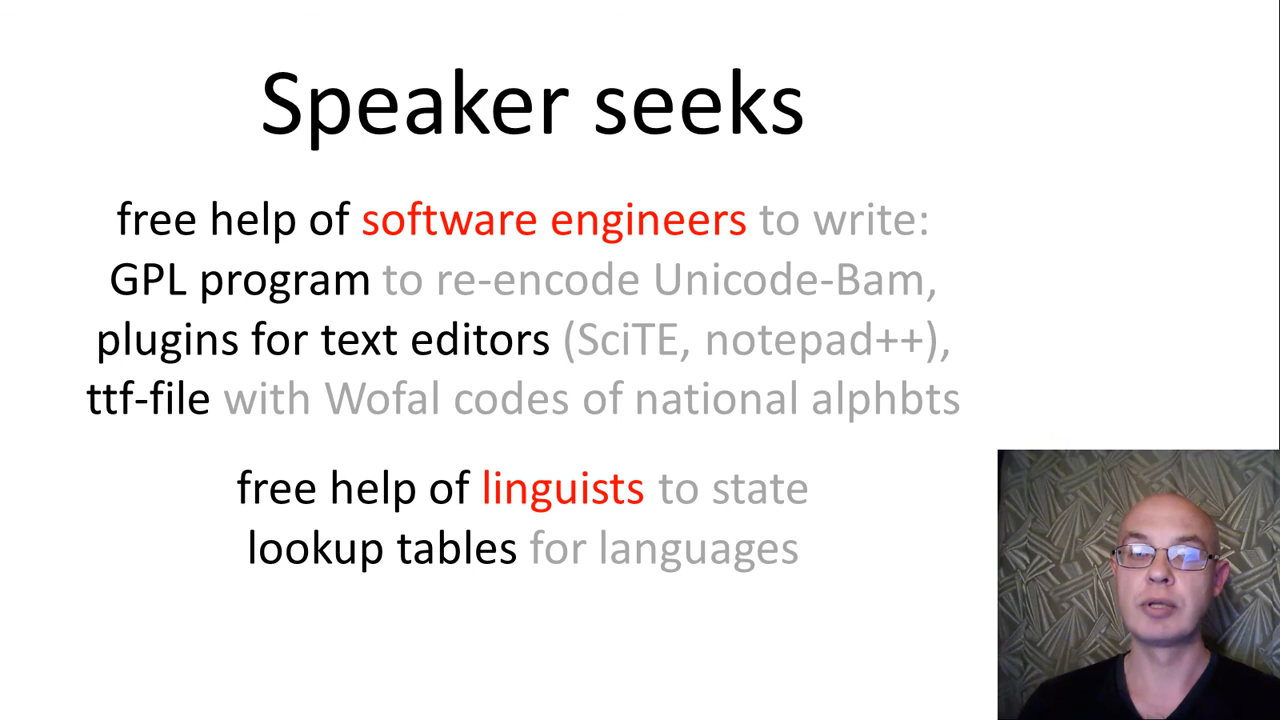 Speaker seeks
free help of software engineers to write:
GPL program to re-encode Unicode-Bam,
plugins for text editors (SciTE, notepad++),
ttf-file with Wofal codes of national alphbts
free help of linguists to state
lookup tables for languages